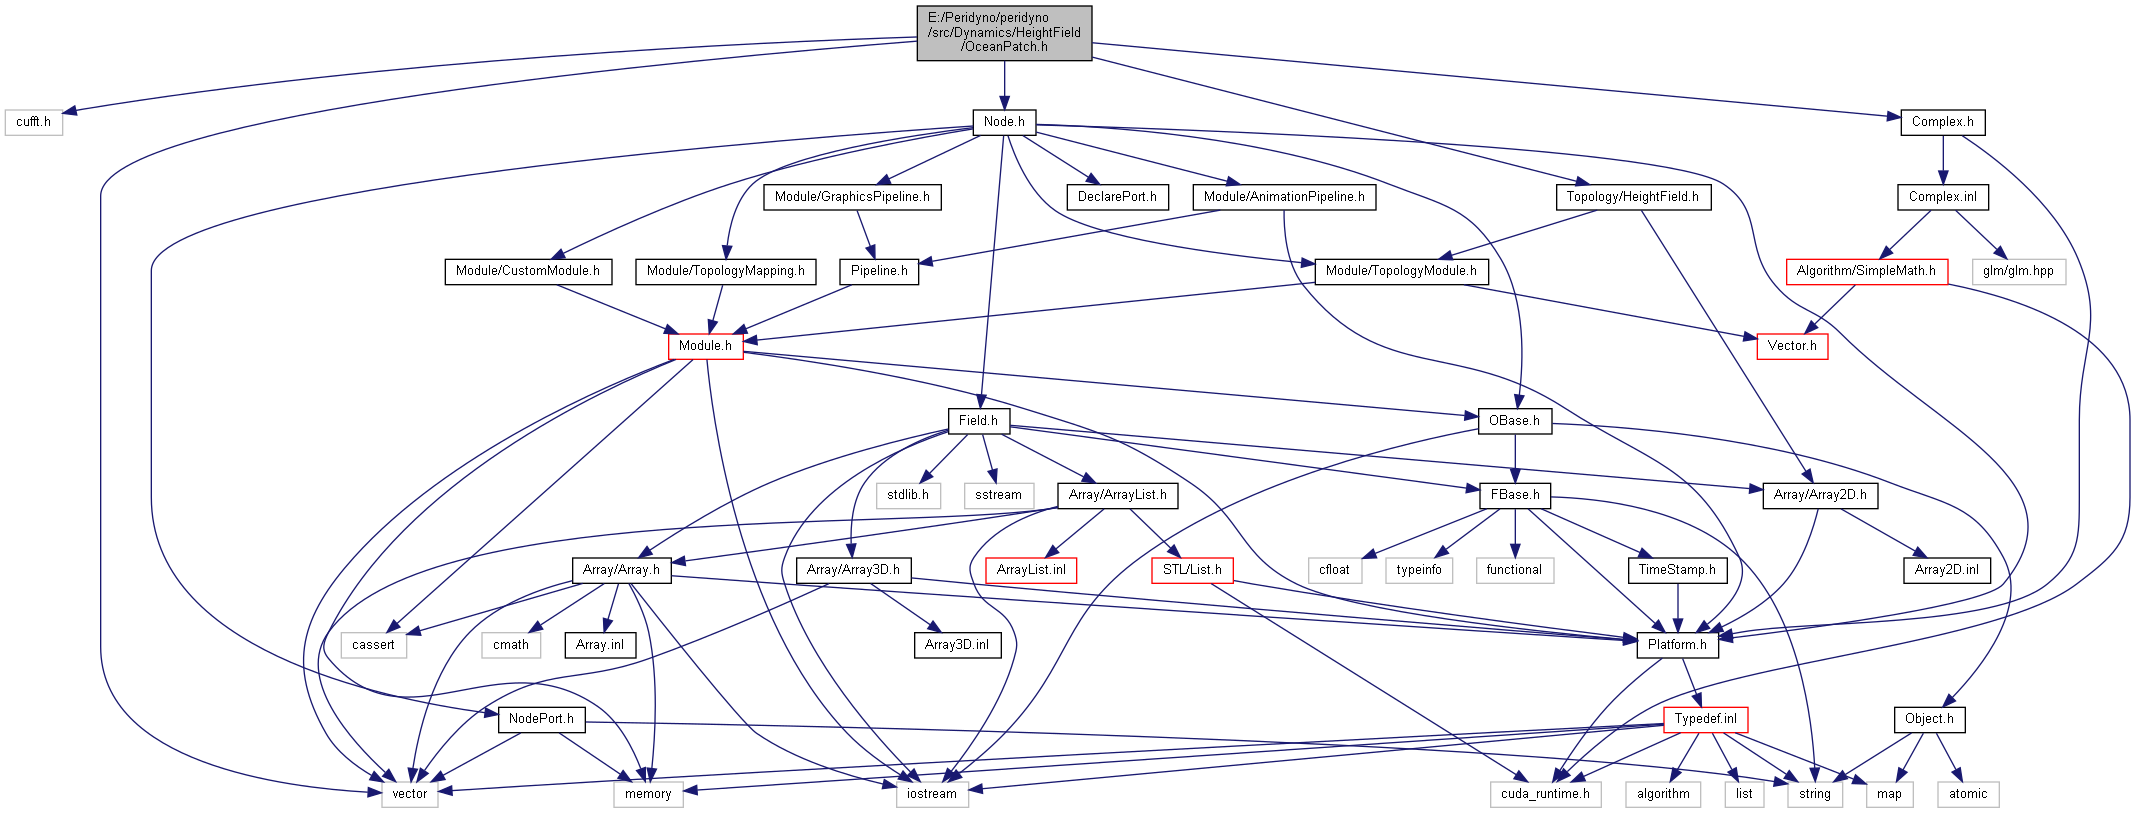 E:/Peridyno/peridyno
/src/Dynamics/HeightField
/OceanPatch.h
cufft.h
Node.h
Complex.h
Module/GraphicsPipeline.h
DeclarePort.h
Module/AnimationPipeline.h
Topology/HeightField.h
Complex.inl
Module/CustomModule.h
Module/TopologyMapping.h
Pipeline.h
Module/TopologyModule.h
Algorithm/SimpleMath.h
glm/glm.hpp
Module.h
Vector.h
Field.h
OBase.h
stdlib.h
sstream
Array/ArrayList.h
FBase.h
Array/Array2D.h
Array/Array.h
Array/Array3D.h
ArrayList.inl
STL/List.h
cfloat
typeinfo
functional
TimeStamp.h
Array2D.inl
cassert
cmath
Array.inl
Array3D.inl
Platform.h
NodePort.h
Typedef.inl
Object.h
vector
memory
iostream
cuda_runtime.h
algorithm
list
string
map
atomic